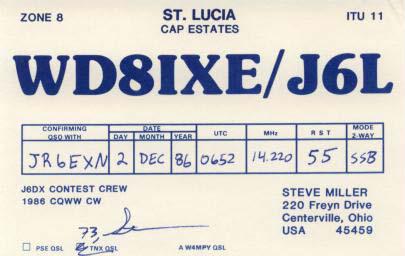 ZONE 8 ST. LUCIA ITU 11
CAP ESTATES
WD8IXE/J6L
CONFIRMING QSO WITH DATE DAY MONTH YEAR UTC MHz R S T MODE 2-WAY
JR6EXN 2 DEC 86 0652 14.220 55 SSB
J6DX CONTEST CREW
1986 CQWW CW
STEVE MILLER
220 Freyn Drive
Centerville, Ohio
USA 45459
73,
PSE QSL TNX QSL A W4MPY QSL